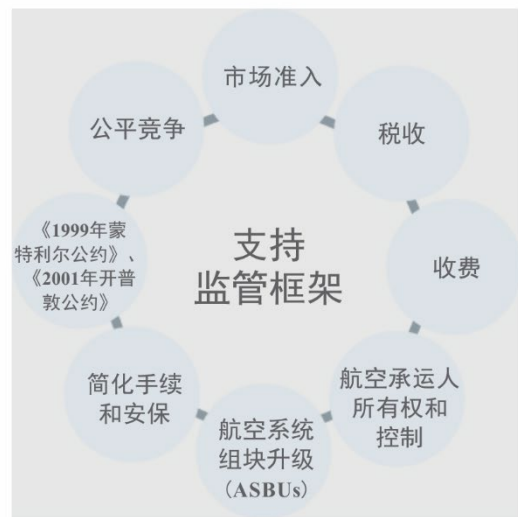 市场准入
税收
收费
航空承运人
所有权和
控制
航空系统
组块升级
(ASBUs)
简化手续
和安保
《1999年蒙
特利尔公约》、
《2001年开普
敦公约》
公平竞争
支持
监管框架